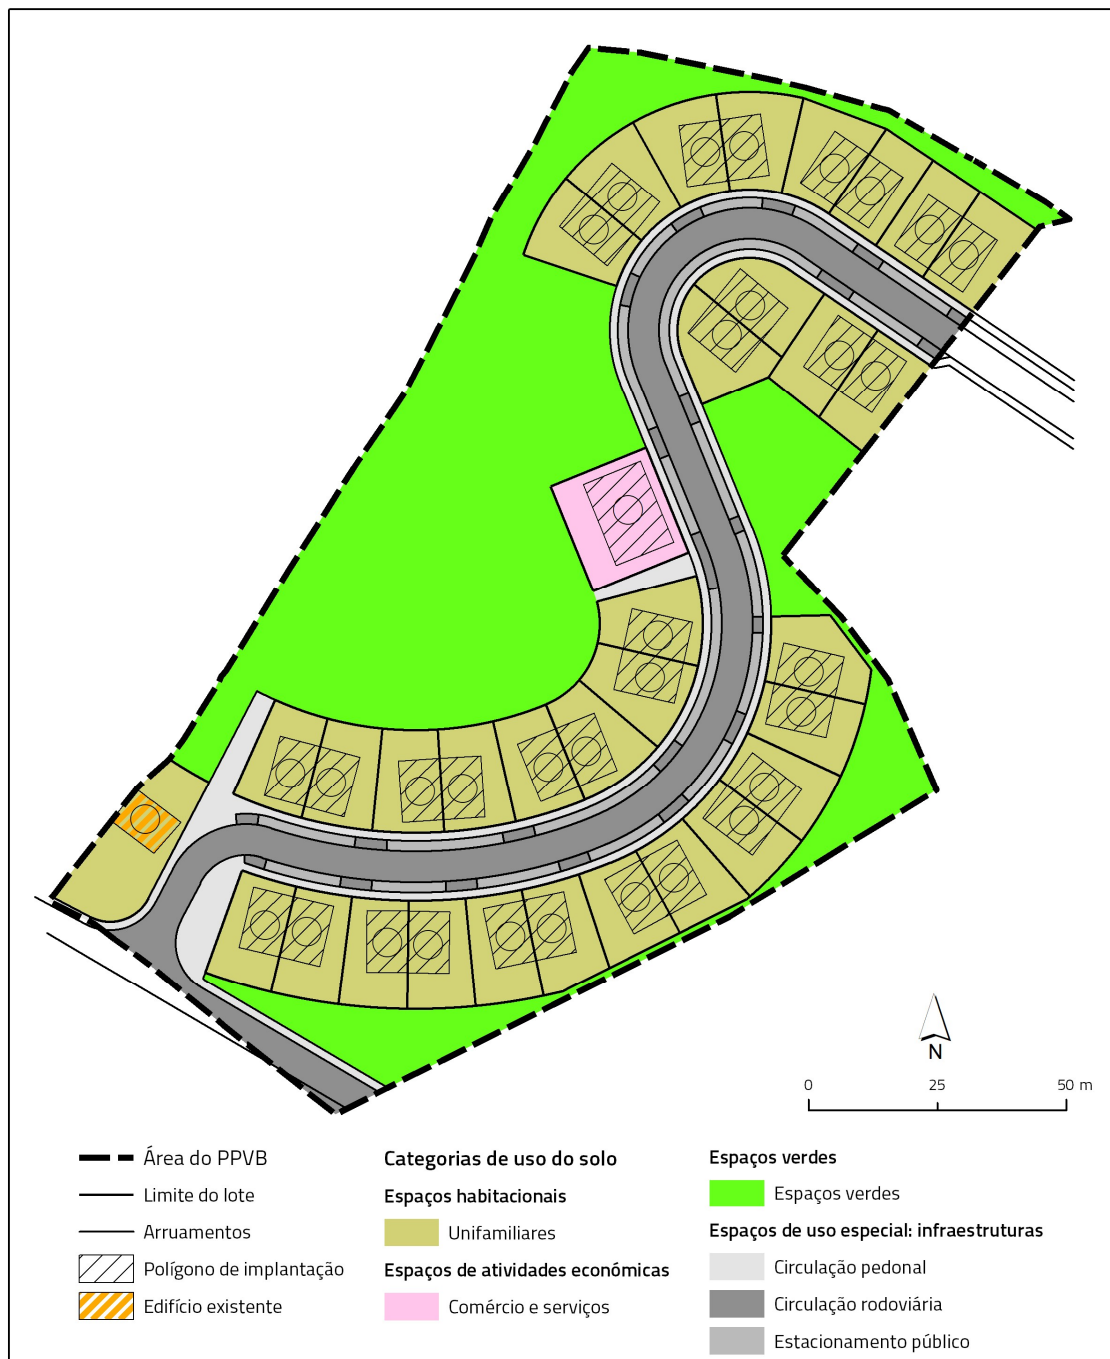 N
0 25 50 m
Área do PPVB
Limite do lote
Arruamentos
Polígono de implantação
Edifício existente
Categorias de uso do solo
Espaços habitacionais
Unifamiliares
Espaços de atividades económicas
Comércio e serviços
Espaços verdes
Espaços verdes
Espaços de uso especial: infraestruturas
Circulação pedonal
Circulação rodoviária
Estacionamento público